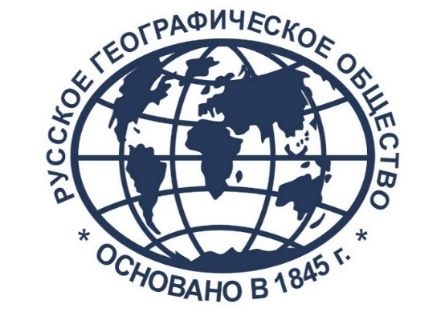 РУССКОЕ ГЕОГРАФИЧЕСКОЕ ОБЩЕСТВО
* ОСНОВАНО В 1845 г. *